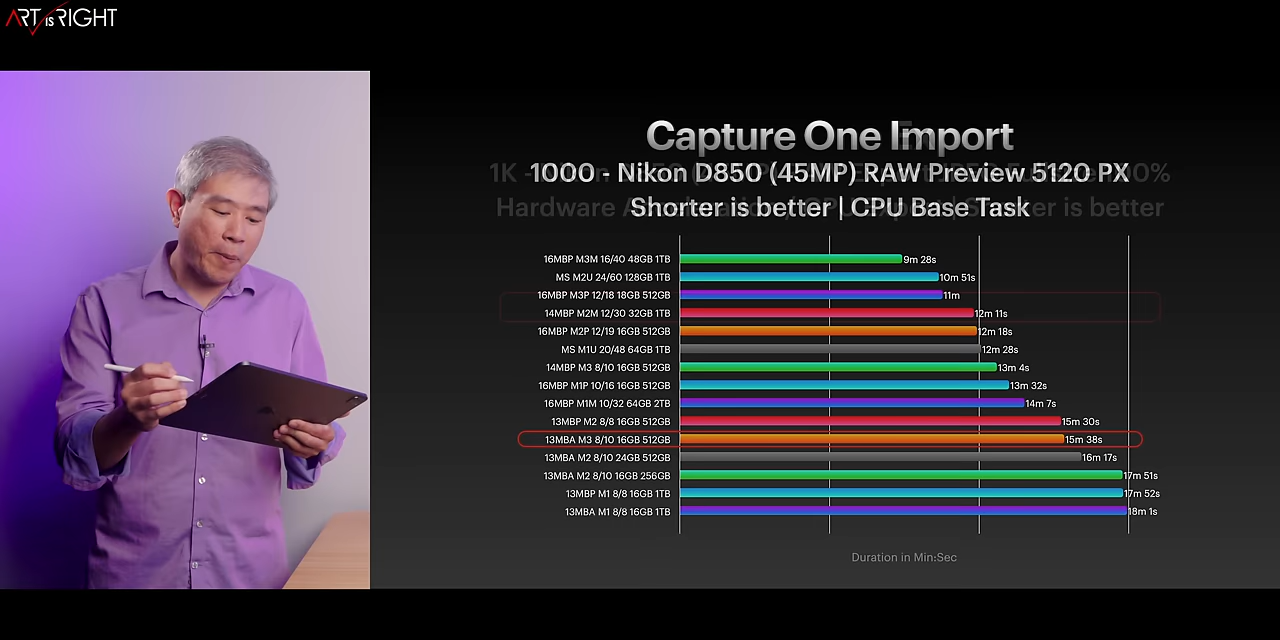 ART IS RIGHT
Capture One Import
1000 - Nikon D850 (45MP) RAW Preview 5120 PX
Shorter is better | CPU Base Task
16MBP M3M 16/40 48GB 1TB 9m 28s
MS M2U 24/60 128GB 1TB 10m 51s
16MBP M3P 12/18 18GB 512GB 11m
14MBP M2M 12/30 32GB 1TB 12m 11s
16MBP M2P 12/19 16GB 512GB 12m 18s
MS M1U 20/48 64GB 1TB 12m 28s
14MBP M3 8/10 16GB 512GB 13m 4s
16MBP M1P 10/16 16GB 512GB 13m 32s
16MBP M1M 10/32 64GB 2TB 14m 7s
13MBP M2 8/8 16GB 512GB 15m 30s
13MBA M3 8/10 16GB 512GB 15m 38s
13MBA M2 8/10 24GB 512GB 16m 17s
13MBA M2 8/10 16GB 256GB 17m 51s
13MBP M1 8/8 16GB 1TB 17m 52s
13MBA M1 8/8 16GB 1TB 18m 1s
Duration in Min:Sec